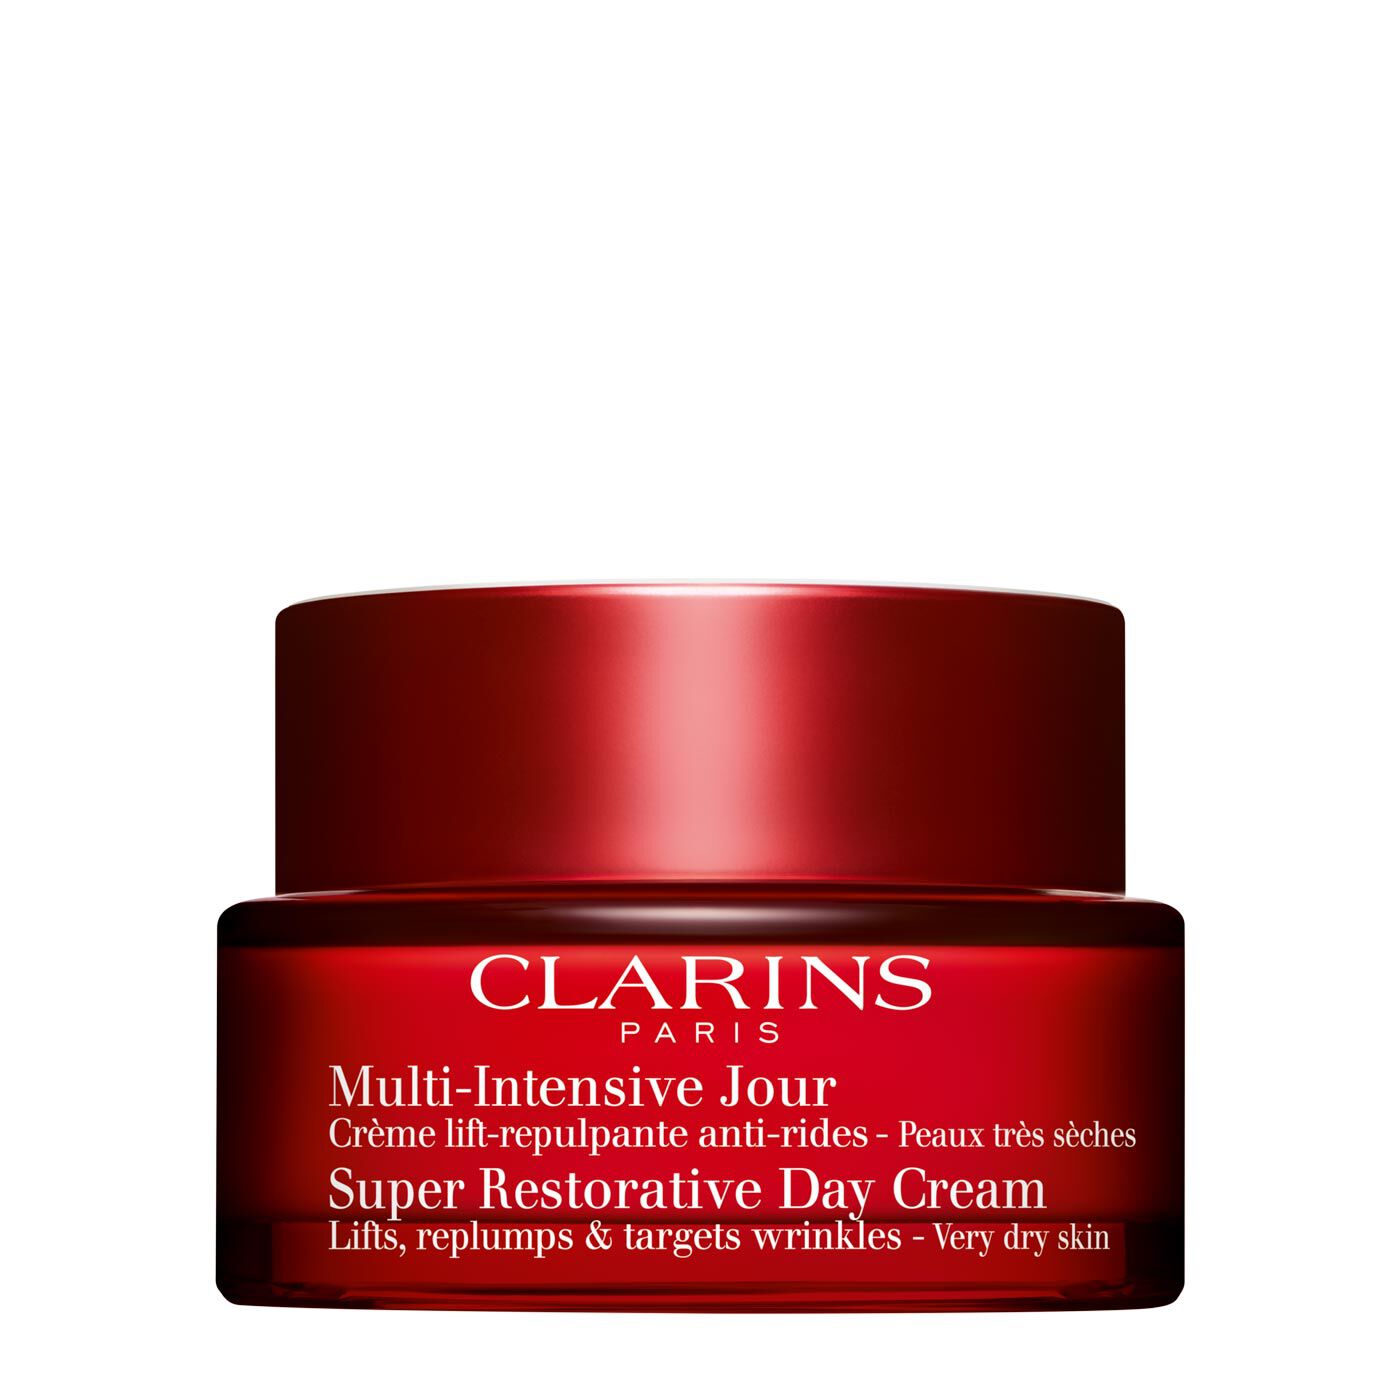 CLARINS
PARIS
Multi-Intensive Jour
Crème lift-repulpante anti-rides - Peaux très sèches
Super Restorative Day Cream
Lifts, replumps & targets wrinkles - Very dry skin